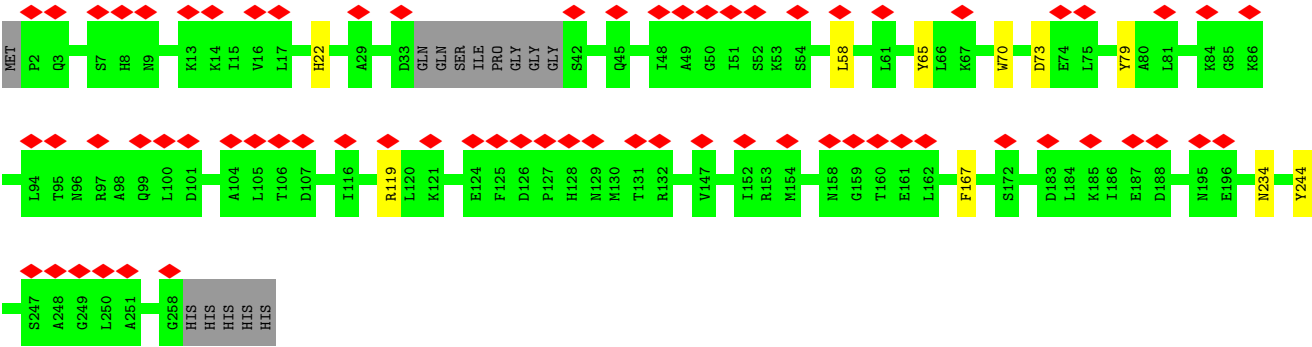 MET P2 Q3 S7 H8 N9 K13 K14 I15 V16 L17 H22 A29 D33 GLN GLN SER ILE PRO GLY GLY GLY S42 Q45 I48 A49 G50 I51 S52 K53 S54 L58 L61 Y65 L66 K67 W70 D73 E74 L75 Y79 A80 L81 K84 G85 K86
L94 T95 N96 R97 A98 Q99 L100 D101 A104 L105 T106 D107 I116 R119 L120 K121 E124 F125 D126 P127 H128 N129 M130 T131 R132 V147 I152 R153 M154 N158 G159 T160 E161 L162 F167 S172 D183 L184 K185 I186 E187 D188 N195 E196 N234 Y244
S247 A248 G249 L250 A251 G258 HIS HIS HIS HIS HIS